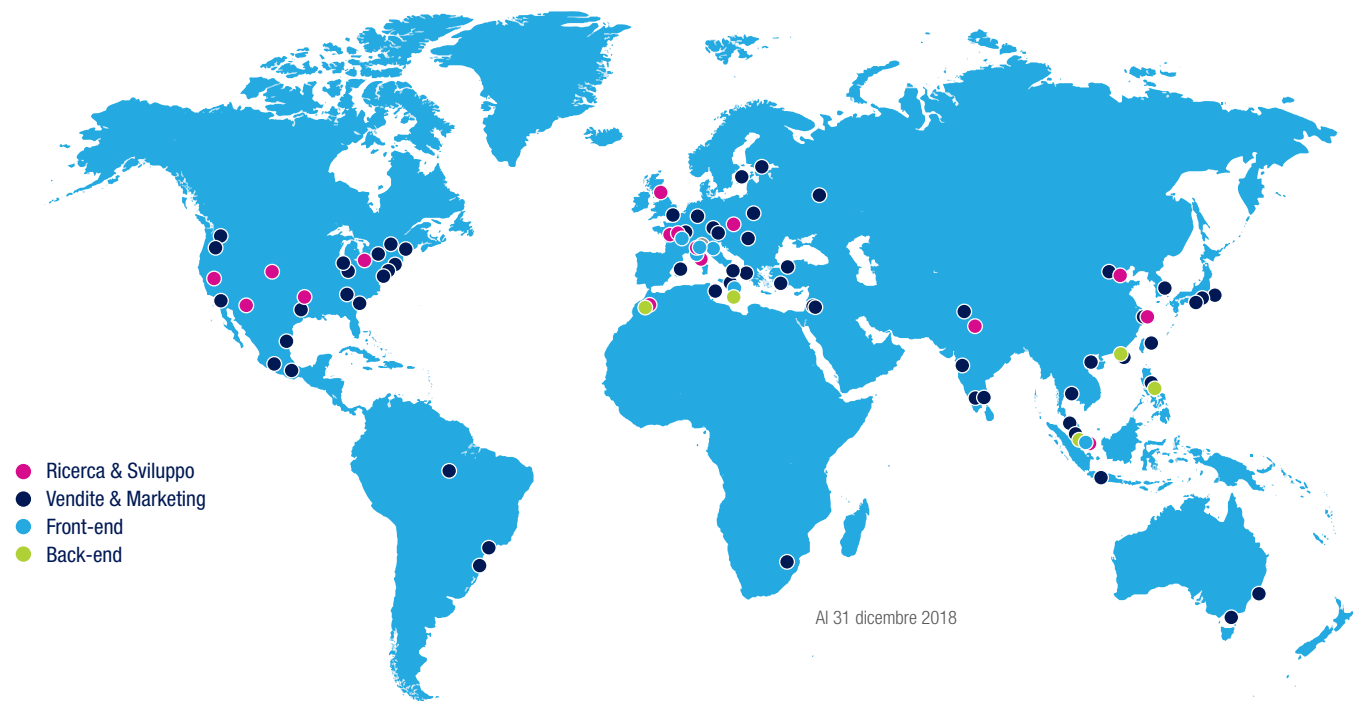 Ricerca & Sviluppo
Vendite & Marketing
Front-end
Back-end
Al 31 dicembre 2018